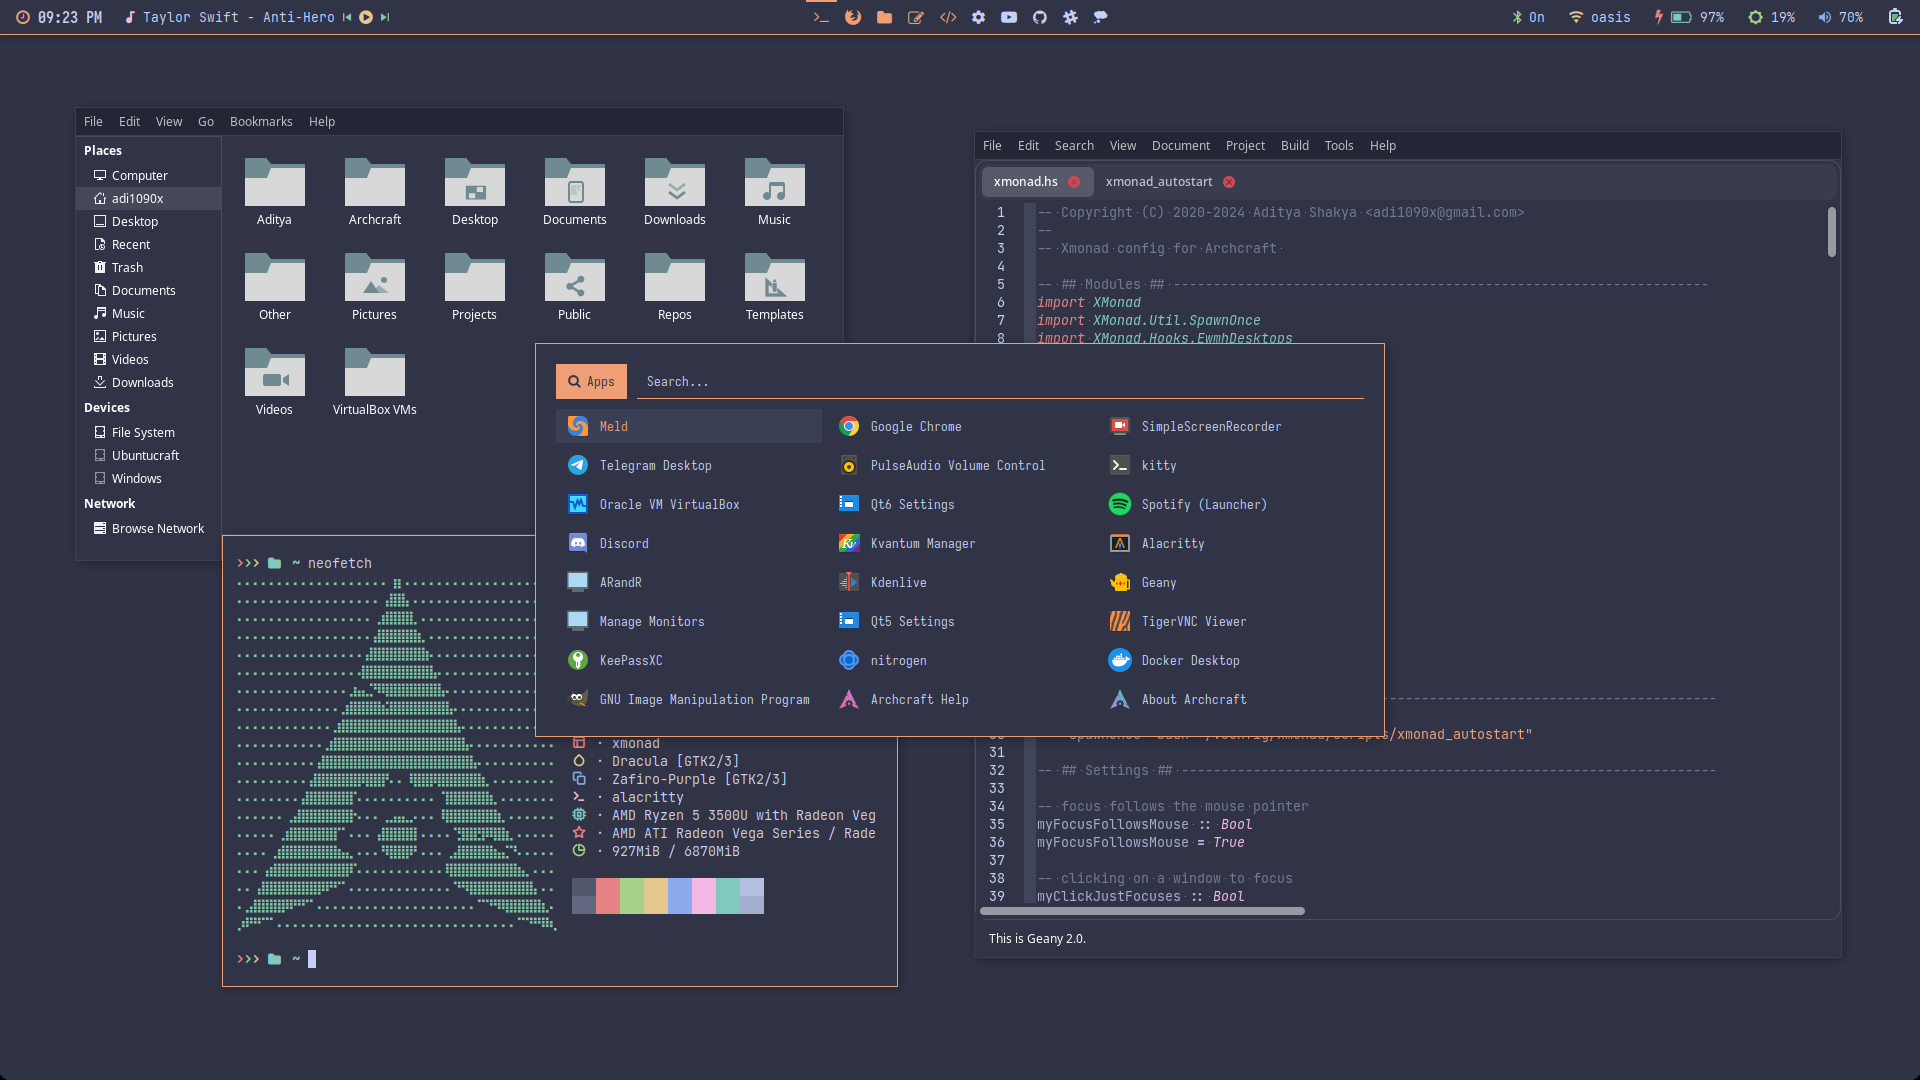 09:23 PM
Taylor Swift - Anti-Hero
On
oasis
97%
19%
70%
File Edit View Go Bookmarks Help
Places
Computer
adi1090x
Desktop
Recent
Trash
Documents
Music
Pictures
Videos
Downloads
Devices
File System
Ubuntucraft
Windows
Network
Browse Network
Aditya
Archcraft
Desktop
Documents
Downloads
Music
Other
Pictures
Projects
Public
Repos
Templates
Videos
VirtualBox VMs
File Edit Search View Document Project Build Tools Help
xmonad.hs
xmonad_autostart
1 -- Copyright (C) 2020-2024 Aditya Shakya <adi1090x@gmail.com>
2 --
3 -- Xmonad config for Archcraft
4
5 -- ## Modules ## -------------------------------------------------------------------
6 import XMonad
7 import XMonad.Util.SpawnOnce
8 import XMonad.Hooks.EwmhDesktops
/xmonad_autostart"
31
32 -- ## Settings ## -------------------------------------------------------------------
33
34 -- focus follows the mouse pointer
35 myFocusFollowsMouse :: Bool
36 myFocusFollowsMouse = True
37
38 -- clicking on a window to focus
39 myClickJustFocuses :: Bool
This is Geany 2.0.
Apps
Search...
Meld
Google Chrome
SimpleScreenRecorder
Telegram Desktop
PulseAudio Volume Control
kitty
Oracle VM VirtualBox
Qt6 Settings
Spotify (Launcher)
Discord
Kvantum Manager
Alacritty
ARandR
Kdenlive
Geany
Manage Monitors
Qt5 Settings
TigerVNC Viewer
KeePassXC
nitrogen
Docker Desktop
GNU Image Manipulation Program
Archcraft Help
About Archcraft
>>> ~ neofetch
· xmonad
· Dracula [GTK2/3]
· Zafiro-Purple [GTK2/3]
· alacritty
· AMD Ryzen 5 3500U with Radeon Veg
· AMD ATI Radeon Vega Series / Rade
· 927MiB / 6870MiB
>>> ~